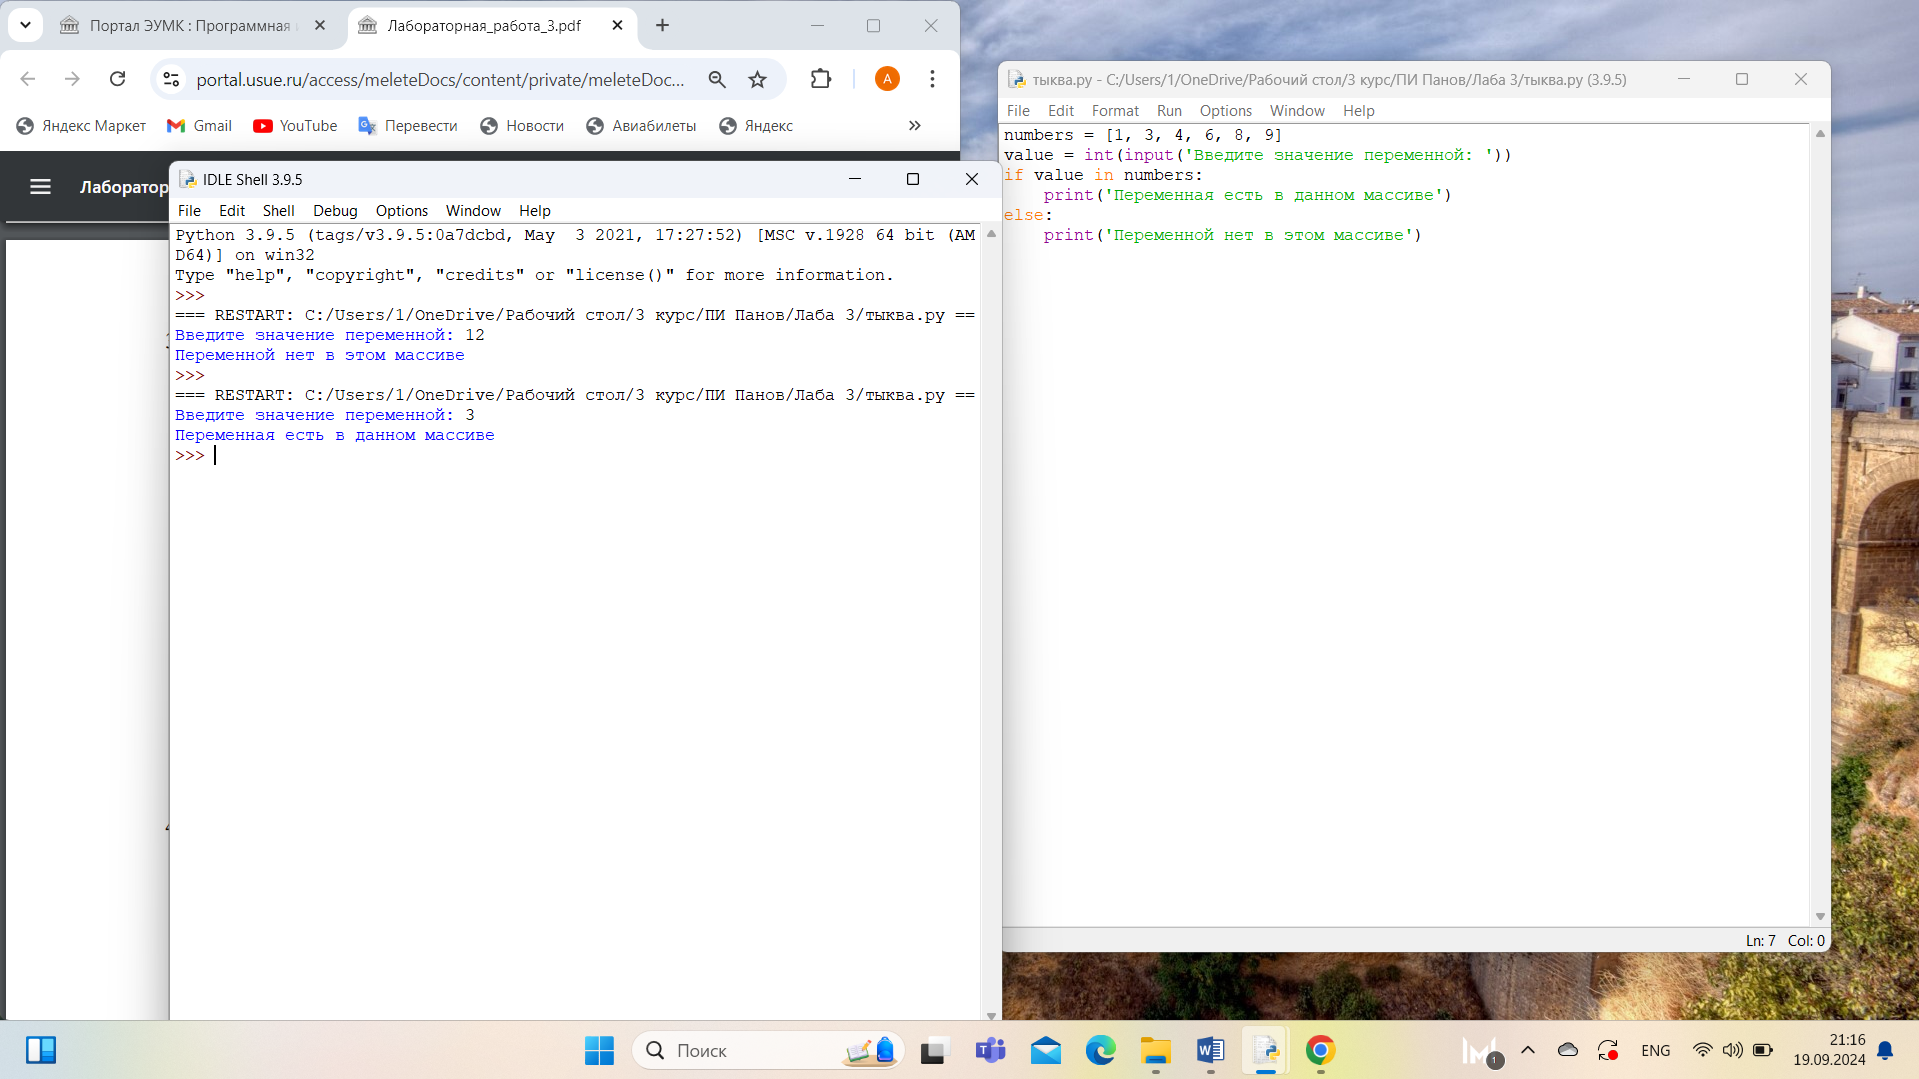 Портал ЭУМК : Программная
Лабораторная_работа_3.pdf
portal.usue.ru/access/meleteDocs/content/private/meleteDoc...
A
Яндекс Маркет
Gmail
YouTube
Перевести
Новости
Авиабилеты
Яндекс
Лаборатор
IDLE Shell 3.9.5
File Edit Shell Debug Options Window Help
Python 3.9.5 (tags/v3.9.5:0a7dcbd, May  3 2021, 17:27:52) [MSC v.1928 64 bit (AM
D64)] on win32
Type "help", "copyright", "credits" or "license()" for more information.
>>>
=== RESTART: C:/Users/1/OneDrive/Рабочий стол/3 курс/ПИ Панов/Лаба 3/тыква.py ==
Введите значение переменной: 12
Переменной нет в этом массиве
>>>
=== RESTART: C:/Users/1/OneDrive/Рабочий стол/3 курс/ПИ Панов/Лаба 3/тыква.py ==
Введите значение переменной: 3
Переменная есть в данном массиве
>>>
тыква.py - C:/Users/1/OneDrive/Рабочий стол/3 курс/ПИ Панов/Лаба 3/тыква.py (3.9.5)
File Edit Format Run Options Window Help
numbers = [1, 3, 4, 6, 8, 9]
value = int(input('Введите значение переменной: '))
if value in numbers:
    print('Переменная есть в данном массиве')
else:
    print('Переменной нет в этом массиве')
Ln: 7 Col: 0
Поиск
1
ENG
21:16
19.09.2024